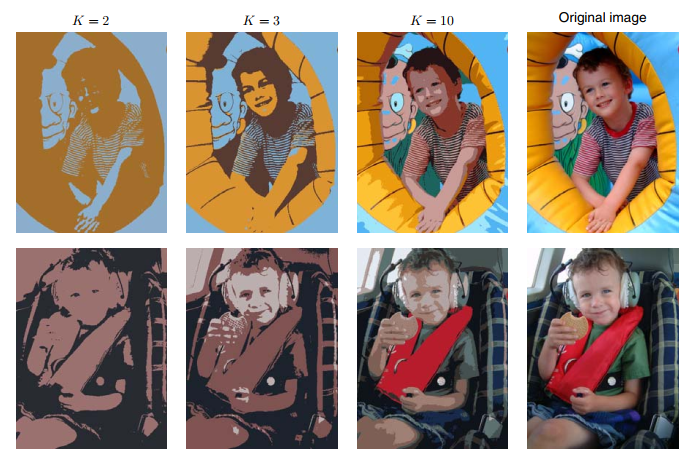 K = 2
K = 3
K = 10
Original image